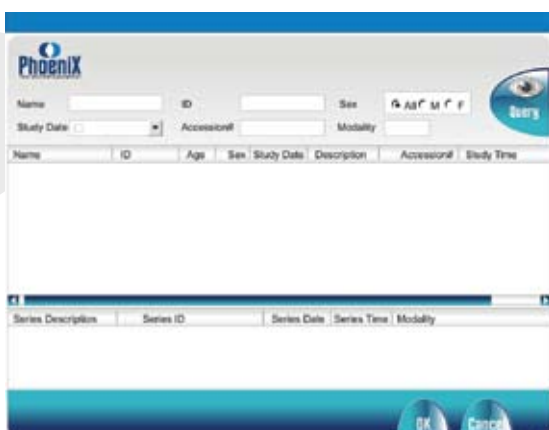 PhoeniX
Name ID Sex All M F
Query
Study Date Accession# Modality
Name ID Age Sex Study Date Description Accession# Study Time
Series Description Series ID Series Date Series Time Modality
OK Cancel